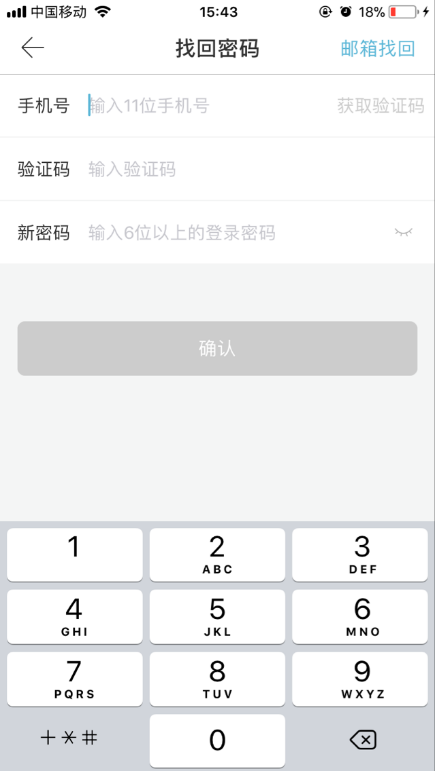 中国移动 15:43 18%
找回密码 邮箱找回
手机号 输入11位手机号 获取验证码
验证码 输入验证码
新密码 输入6位以上的登录密码
确认
1 2 3
ABC DEF
4 5 6
GHI JKL MNO
7 8 9
PQRS TUV WXYZ
+*# 0